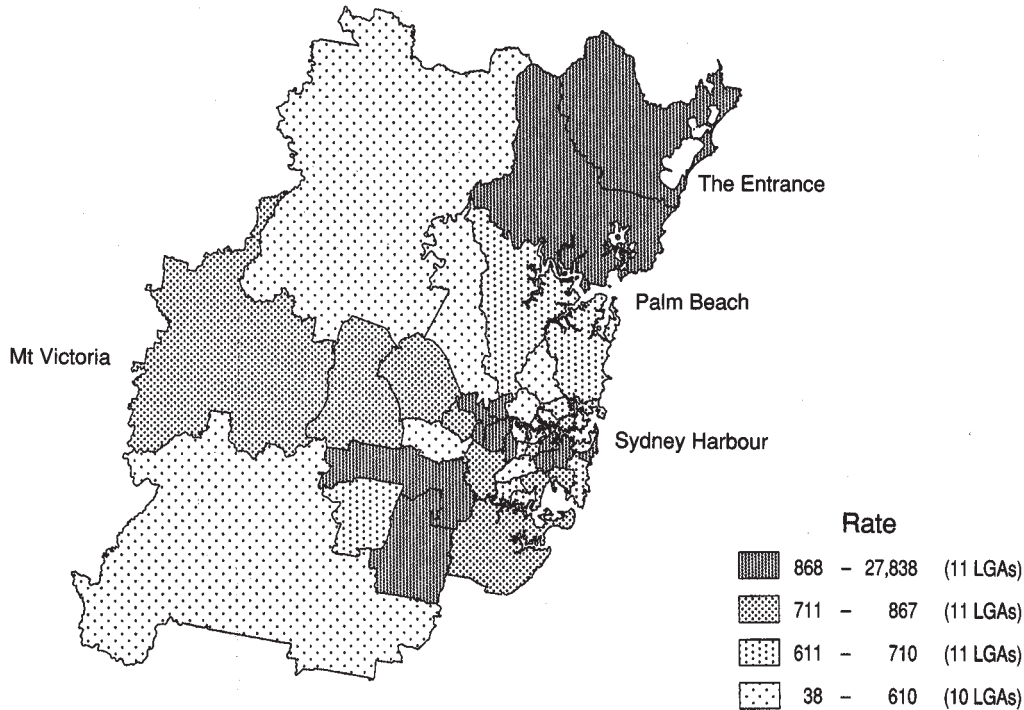 The Entrance
Palm Beach
Mt Victoria
Sydney Harbour
Rate
868 – 27,838 (11 LGAs)
711 – 867 (11 LGAs)
611 – 710 (11 LGAs)
38 – 610 (10 LGAs)